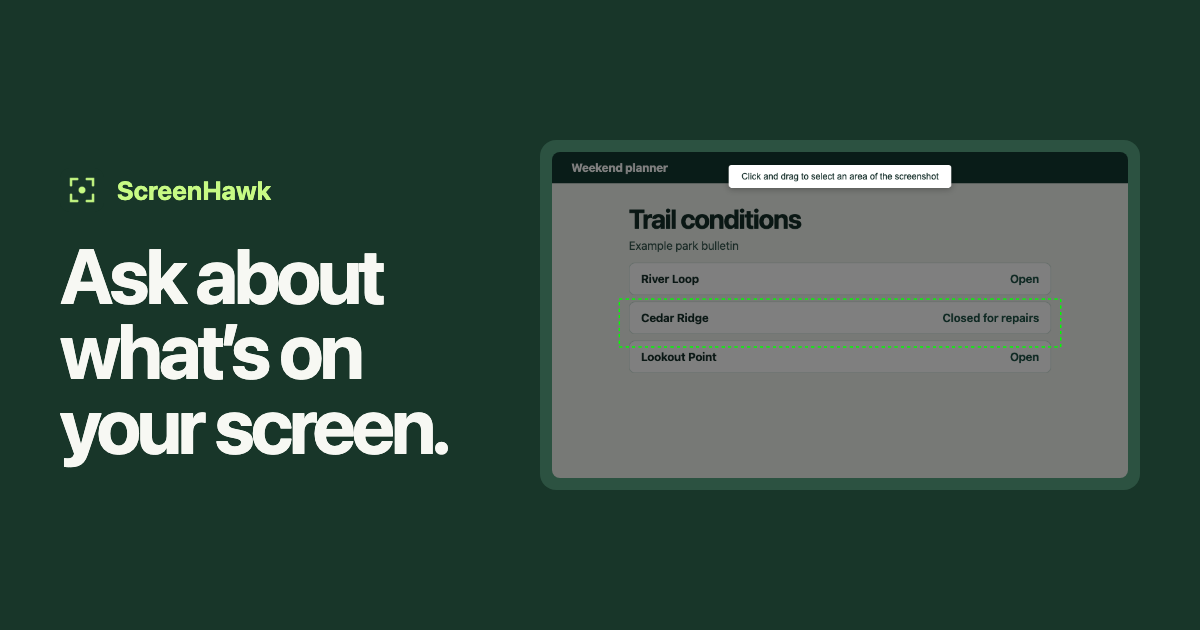 ScreenHawk
Ask about
what's on
your screen.
Weekend planner
Click and drag to select an area of the screenshot
Trail conditions
Example park bulletin
River Loop Open
Cedar Ridge Closed for repairs
Lookout Point Open